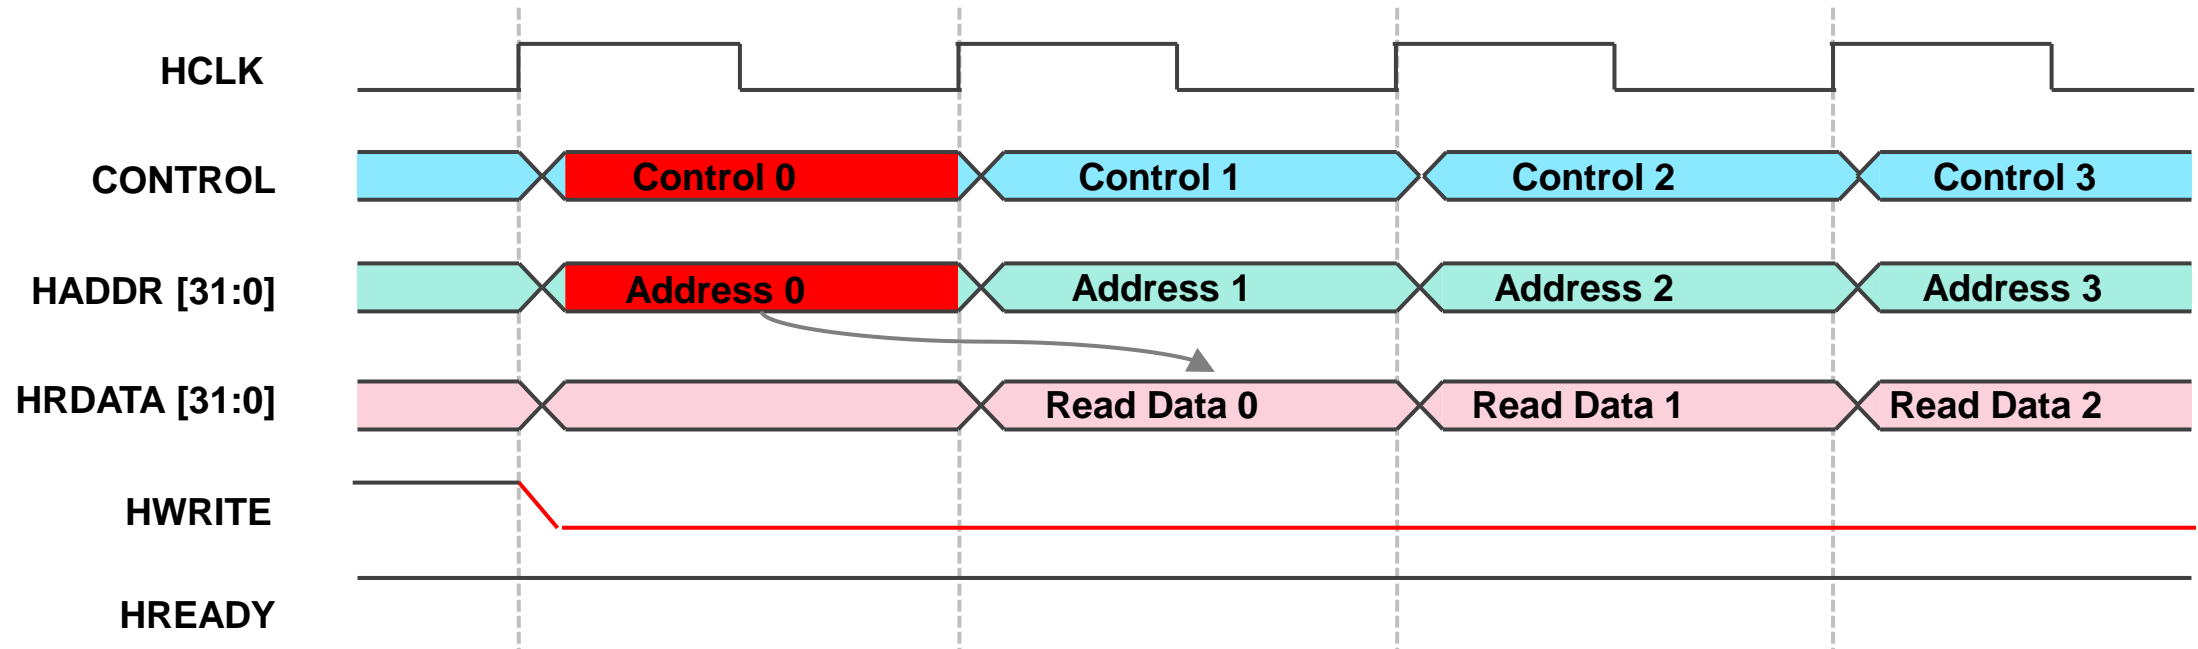 HCLK
CONTROL Control 0 Control 1 Control 2 Control 3
HADDR [31:0] Address 0 Address 1 Address 2 Address 3
HRDATA [31:0] Read Data 0 Read Data 1 Read Data 2
HWRITE
HREADY